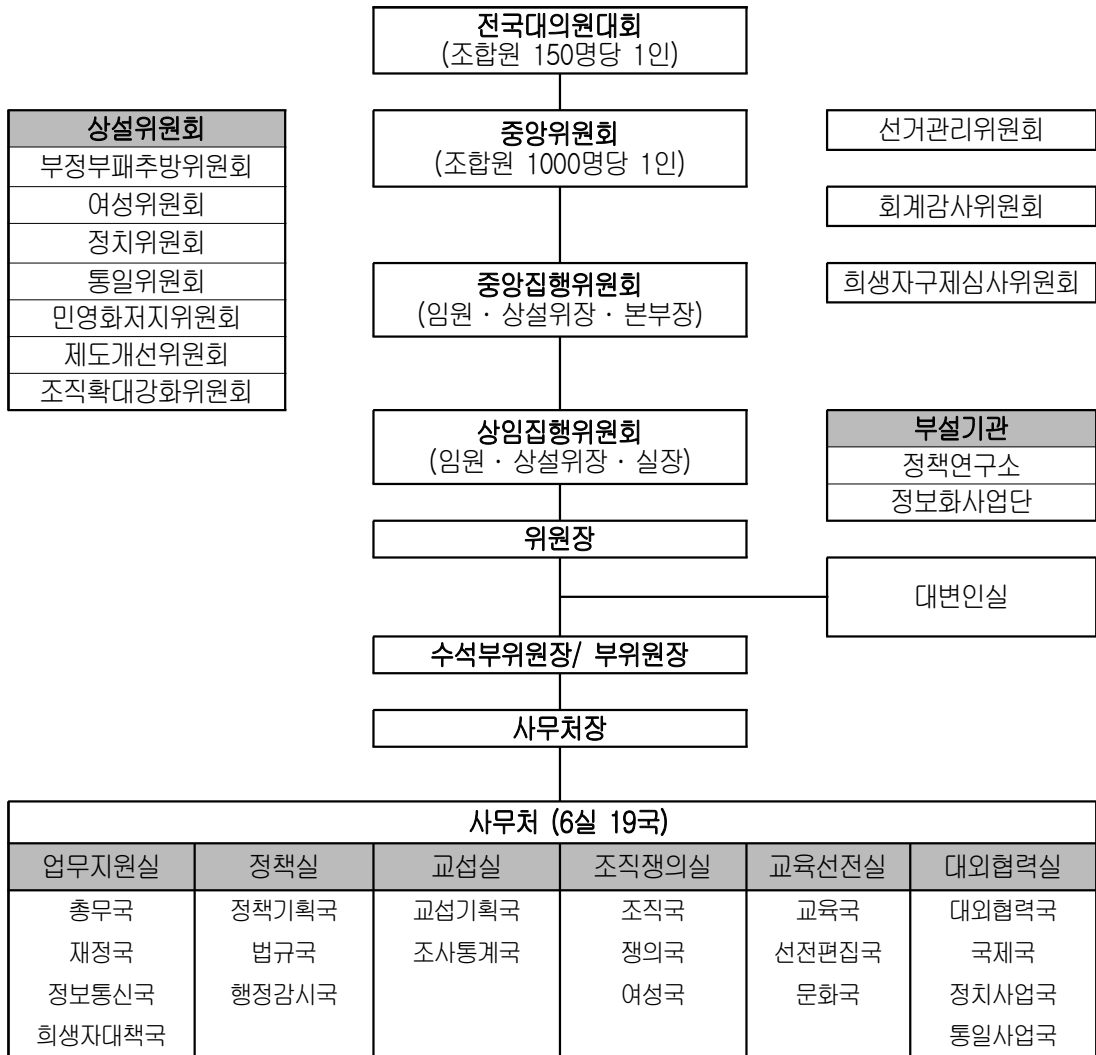 전국대의원대회
(조합원 150명당 1인)
상설위원회
부정부패추방위원회
여성위원회
정치위원회
통일위원회
민영화저지위원회
제도개선위원회
조직확대강화위원회
중앙위원회
(조합원 1000명당 1인)
선거관리위원회
회계감사위원회
중앙집행위원회
(임원 · 상설위장 · 본부장)
희생자구제심사위원회
상임집행위원회
(임원 · 상설위장 · 실장)
부설기관
정책연구소
정보화사업단
위원장
대변인실
수석부위원장/ 부위원장
사무처장
사무처 (6실 19국)
업무지원실 정책실 교섭실 조직쟁의실 교육선전실 대외협력실
총무국 정책기획국 교섭기획국 조직국 교육국 대외협력국
재정국 법규국 조사통계국 쟁의국 선전편집국 국제국
정보통신국 행정감시국 여성국 문화국 정치사업국
희생자대책국 통일사업국